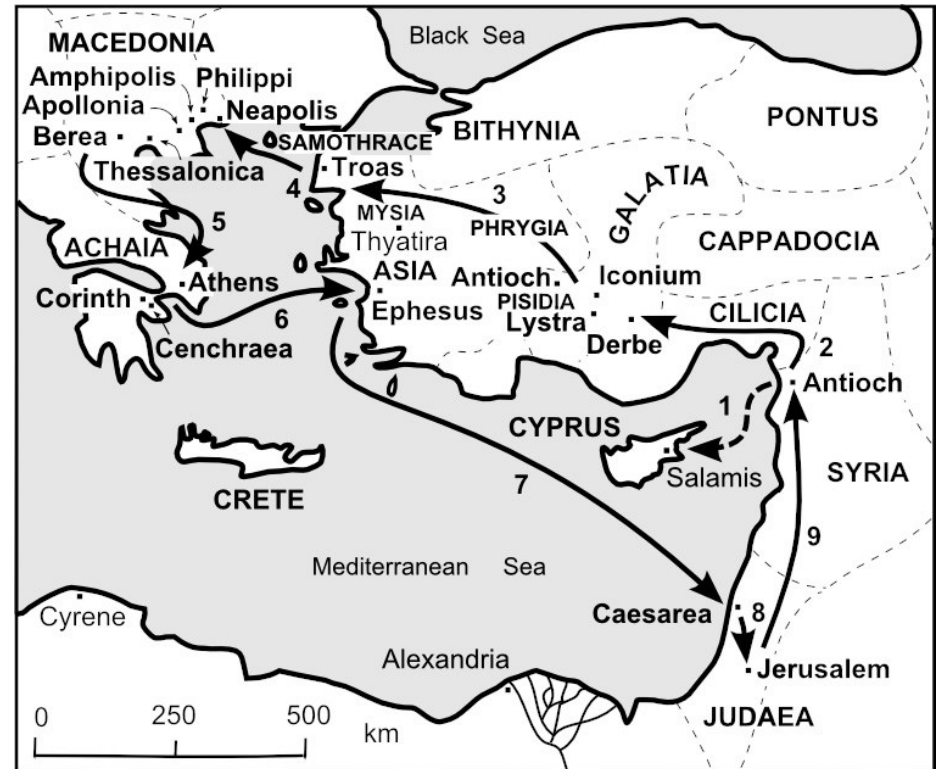 Black Sea
MACEDONIA
Amphipolis
Philippi
Apollonia
Neapolis
Berea
Thessalonica
SAMOTHRACE
BITHYNIA
PONTUS
Troas
4
3
GALATIA
5
MYSIA
PHRYGIA
Thyatira
CAPPADOCIA
ACHAIA
Athens
ASIA
Antioch
Iconium
Corinth
6
Ephesus
PISIDIA
Lystra
CILICIA
Cenchraea
Derbe
2
Antioch
1
CYPRUS
Salamis
SYRIA
7
CRETE
9
Mediterranean Sea
Cyrene
Caesarea
8
Alexandria
Jerusalem
JUDAEA
0 250 500
km